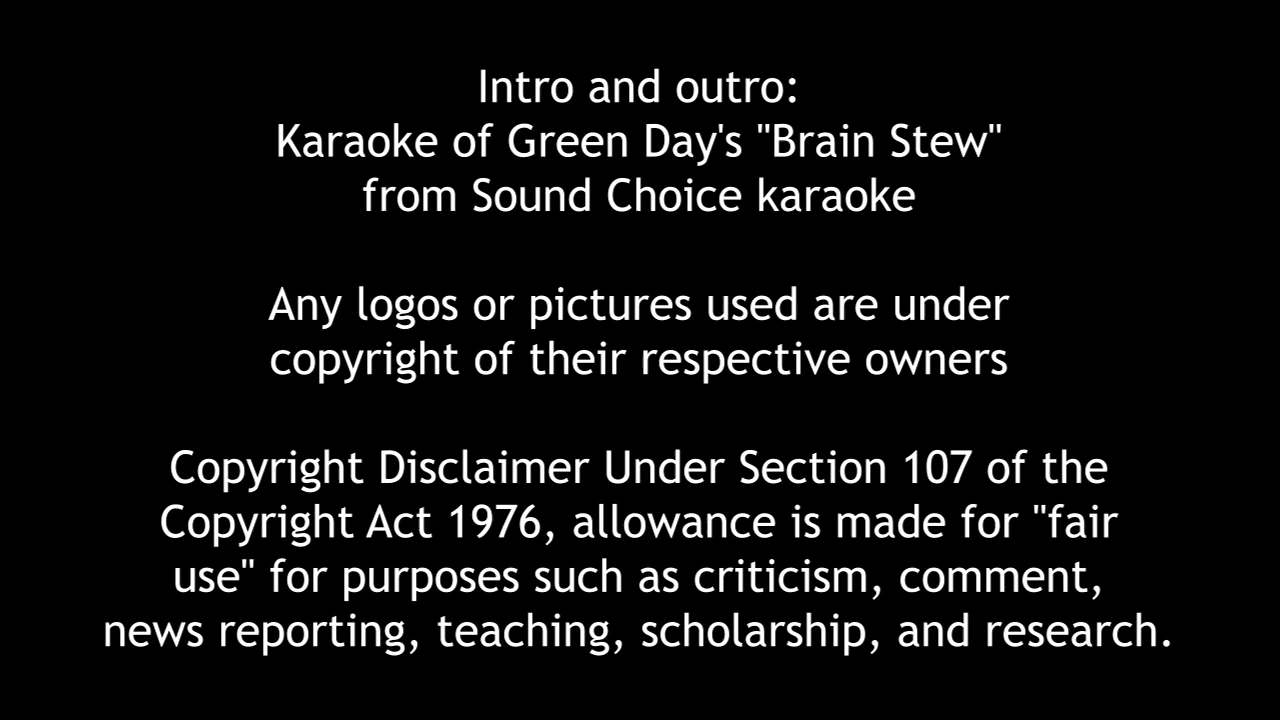 Intro and outro:
Karaoke of Green Day's "Brain Stew"
from Sound Choice karaoke
Any logos or pictures used are under
copyright of their respective owners
Copyright Disclaimer Under Section 107 of the
Copyright Act 1976, allowance is made for "fair
use" for purposes such as criticism, comment,
news reporting, teaching, scholarship, and research.